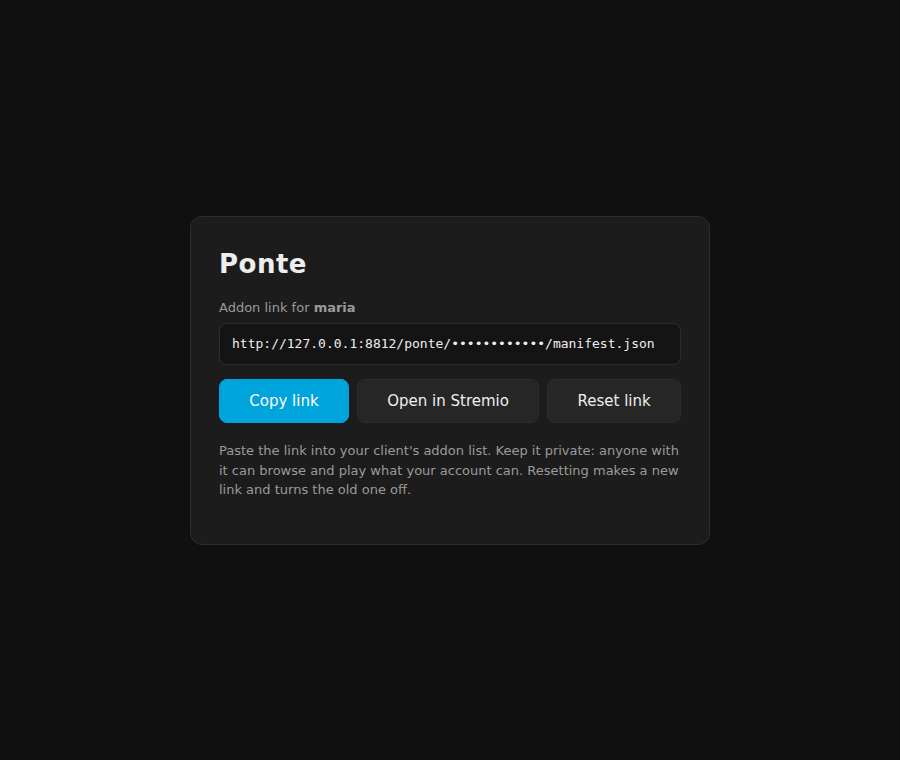 Ponte
Addon link for maria
http://127.0.0.1:8812/ponte/••••••••••••/manifest.json
Copy link
Open in Stremio
Reset link
Paste the link into your client's addon list. Keep it private: anyone with
it can browse and play what your account can. Resetting makes a new
link and turns the old one off.